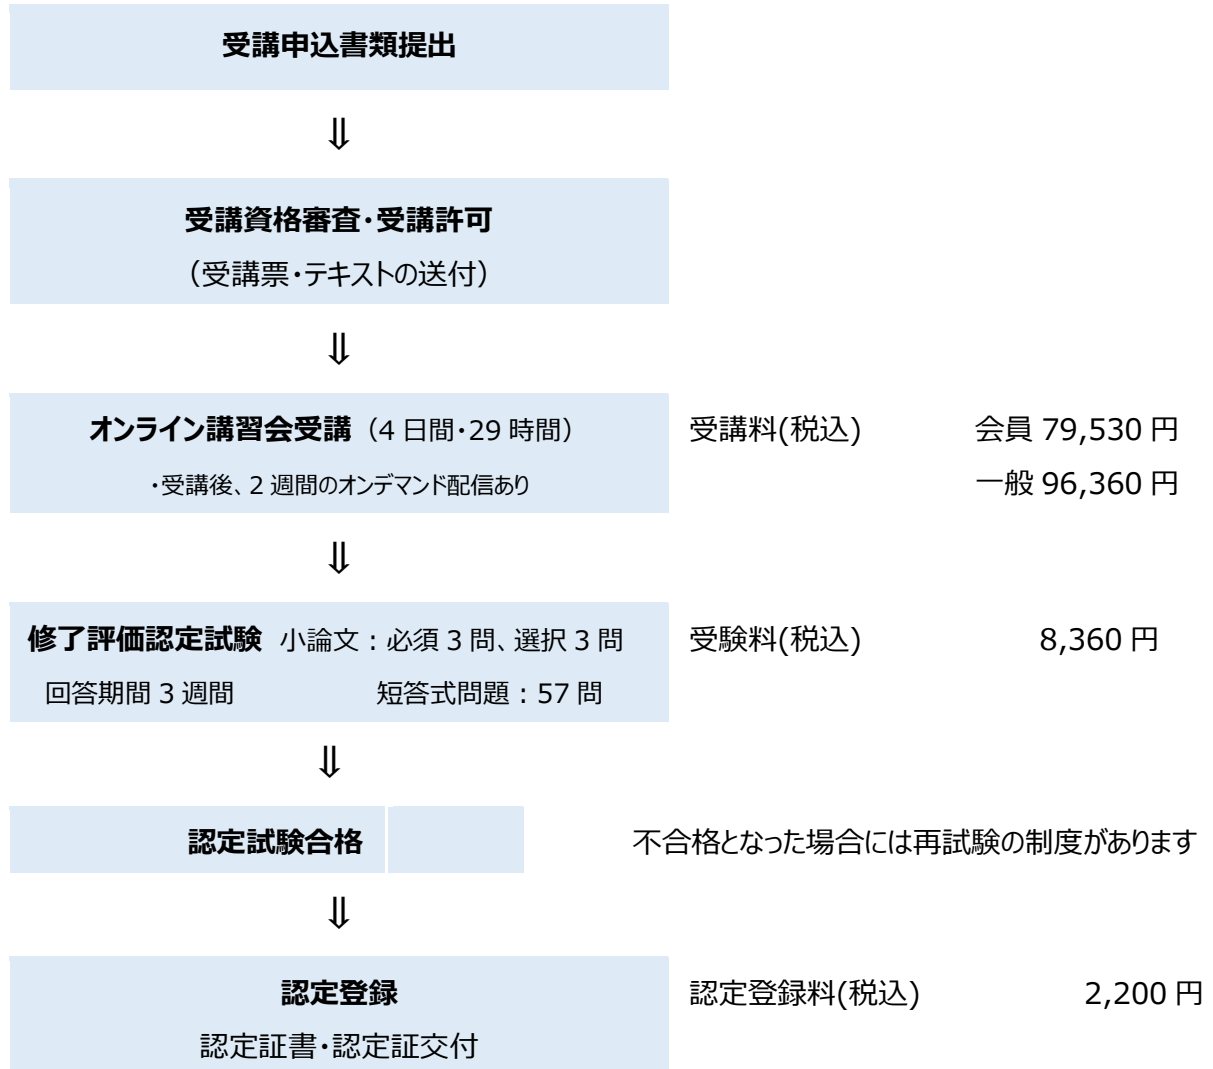 受講申込書類提出
⇓
受講資格審査・受講許可
（受講票・テキストの送付）
⇓
オンライン講習会受講（4 日間・29 時間） 受講料(税込) 会員 79,530 円
・受講後、2 週間のオンデマンド配信あり 一般 96,360 円
⇓
修了評価認定試験 小論文：必須 3 問、選択 3 問 受験料(税込) 8,360 円
回答期間 3 週間 短答式問題：57 問
⇓
認定試験合格 不合格となった場合には再試験の制度があります
⇓
認定登録 認定登録料(税込) 2,200 円
認定証書・認定証交付